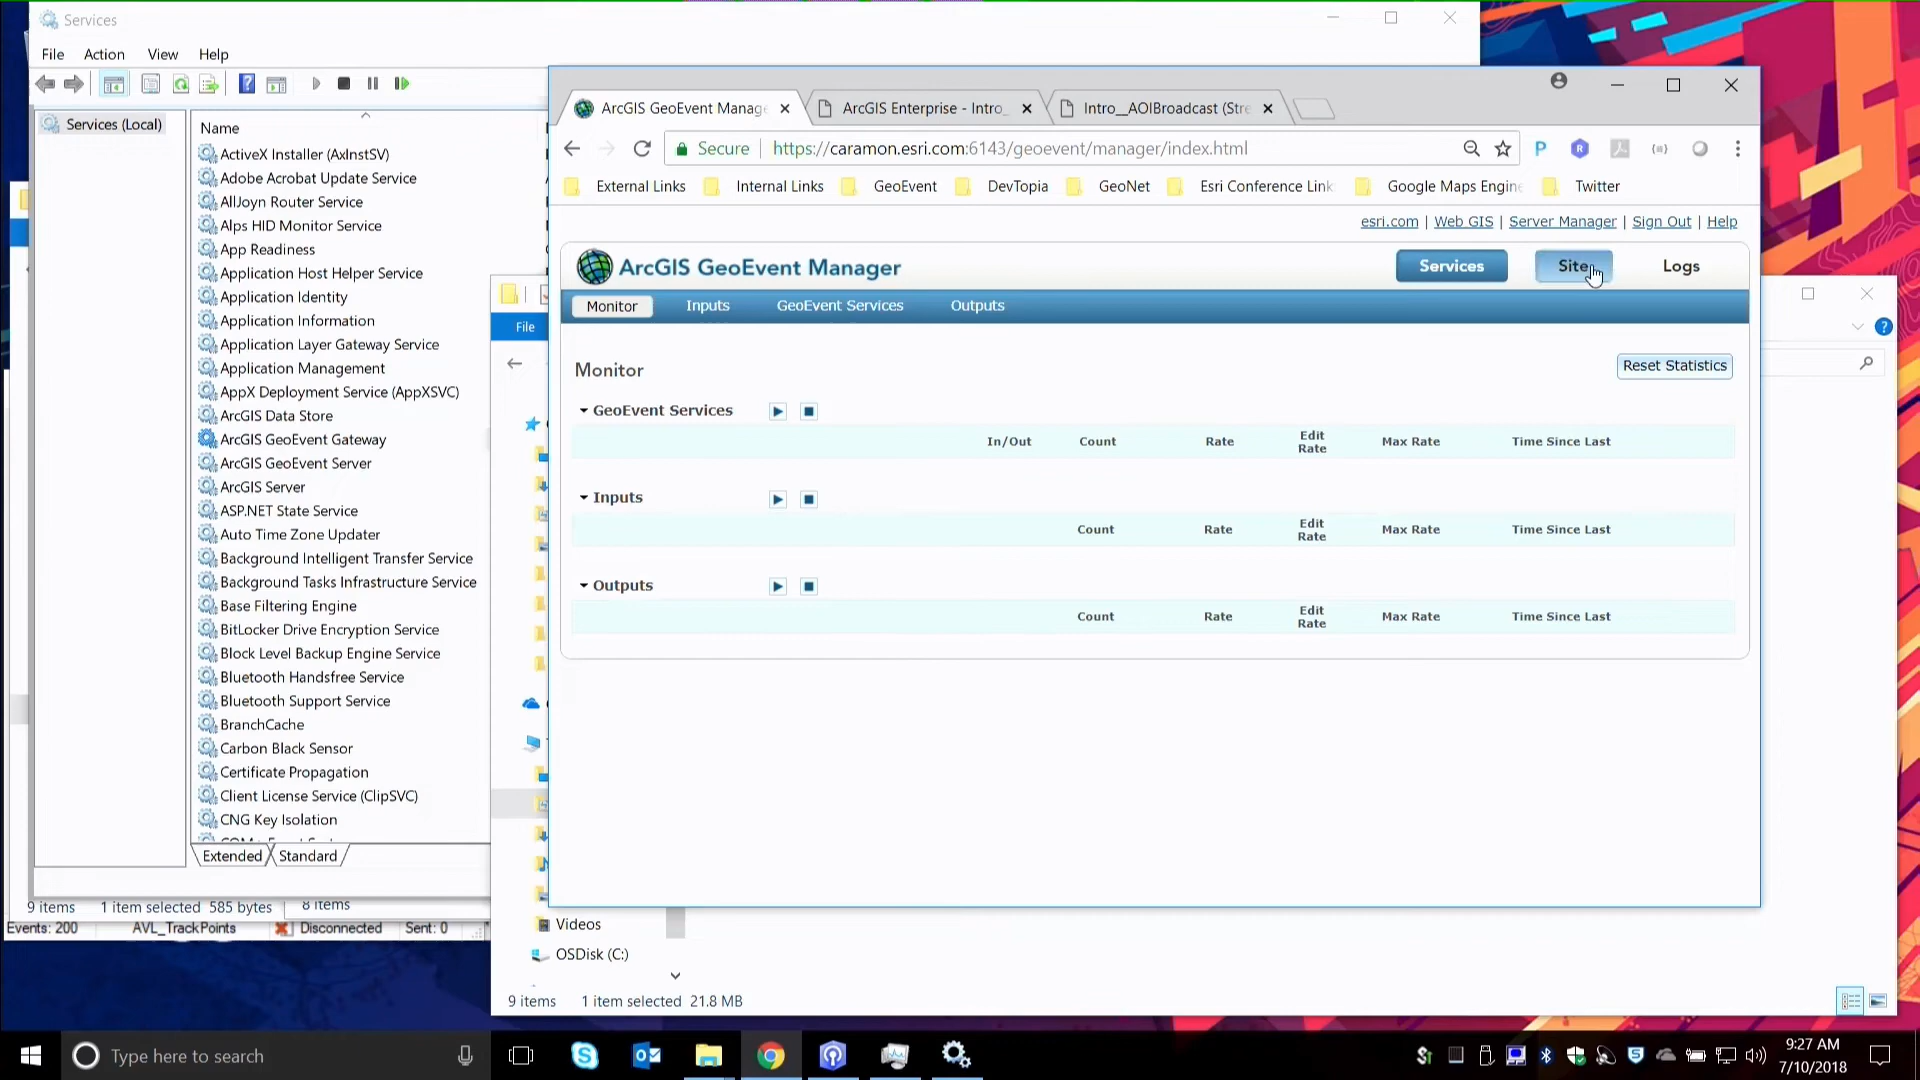 Services
File Action View Help
Services (Local)
Name
ActiveX Installer (AxInstSV)
Adobe Acrobat Update Service
AllJoyn Router Service
Alps HID Monitor Service
App Readiness
Application Host Helper Service
Application Identity
Application Information
Application Layer Gateway Service
Application Management
AppX Deployment Service (AppXSVC)
ArcGIS Data Store
ArcGIS GeoEvent Gateway
ArcGIS GeoEvent Server
ArcGIS Server
ASP.NET State Service
Auto Time Zone Updater
Background Intelligent Transfer Service
Background Tasks Infrastructure Service
Base Filtering Engine
BitLocker Drive Encryption Service
Block Level Backup Engine Service
Bluetooth Handsfree Service
Bluetooth Support Service
BranchCache
Carbon Black Sensor
Certificate Propagation
Client License Service (ClipSVC)
CNG Key Isolation
Extended Standard
9 items 1 item selected 585 bytes 8 items
Events: 200 AVL_TrackPoints Disconnected Sent: 0
ArcGIS GeoEvent Manage ArcGIS Enterprise - Intro_ Intro__AOIBroadcast (Stre
Secure https://caramon.esri.com:6143/geoevent/manager/index.html
External Links Internal Links GeoEvent DevTopia GeoNet Esri Conference Link Google Maps Engine Twitter
esri.com | Web GIS | Server Manager | Sign Out | Help
ArcGIS GeoEvent Manager Services Site Logs
Monitor Inputs GeoEvent Services Outputs
Monitor Reset Statistics
GeoEvent Services
In/Out Count Rate Edit Rate Max Rate Time Since Last
Inputs
Count Rate Edit Rate Max Rate Time Since Last
Outputs
Count Rate Edit Rate Max Rate Time Since Last
File
Videos
OSDisk (C:)
9 items 1 item selected 21.8 MB
Type here to search
9:27 AM
7/10/2018